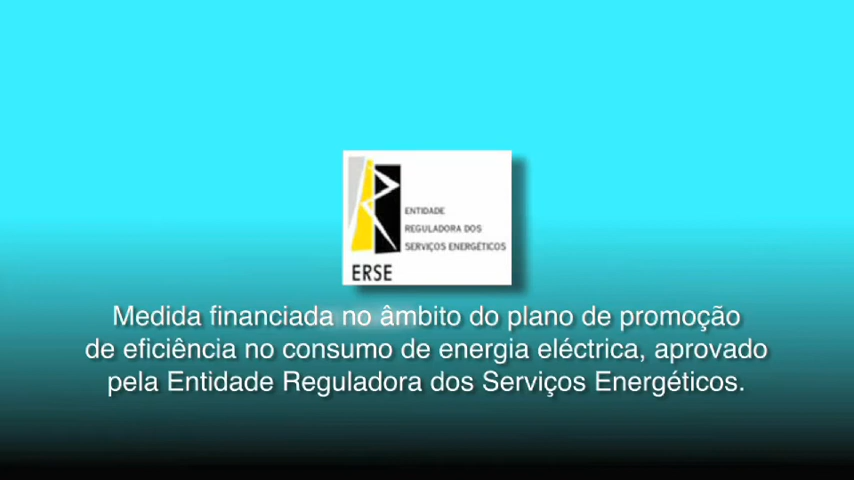 ENTIDADE
REGULADORA DOS
SERVIÇOS ENERGÉTICOS
ERSE
Medida financiada no âmbito do plano de promoção
de eficiência no consumo de energia eléctrica, aprovado
pela Entidade Reguladora dos Serviços Energéticos.